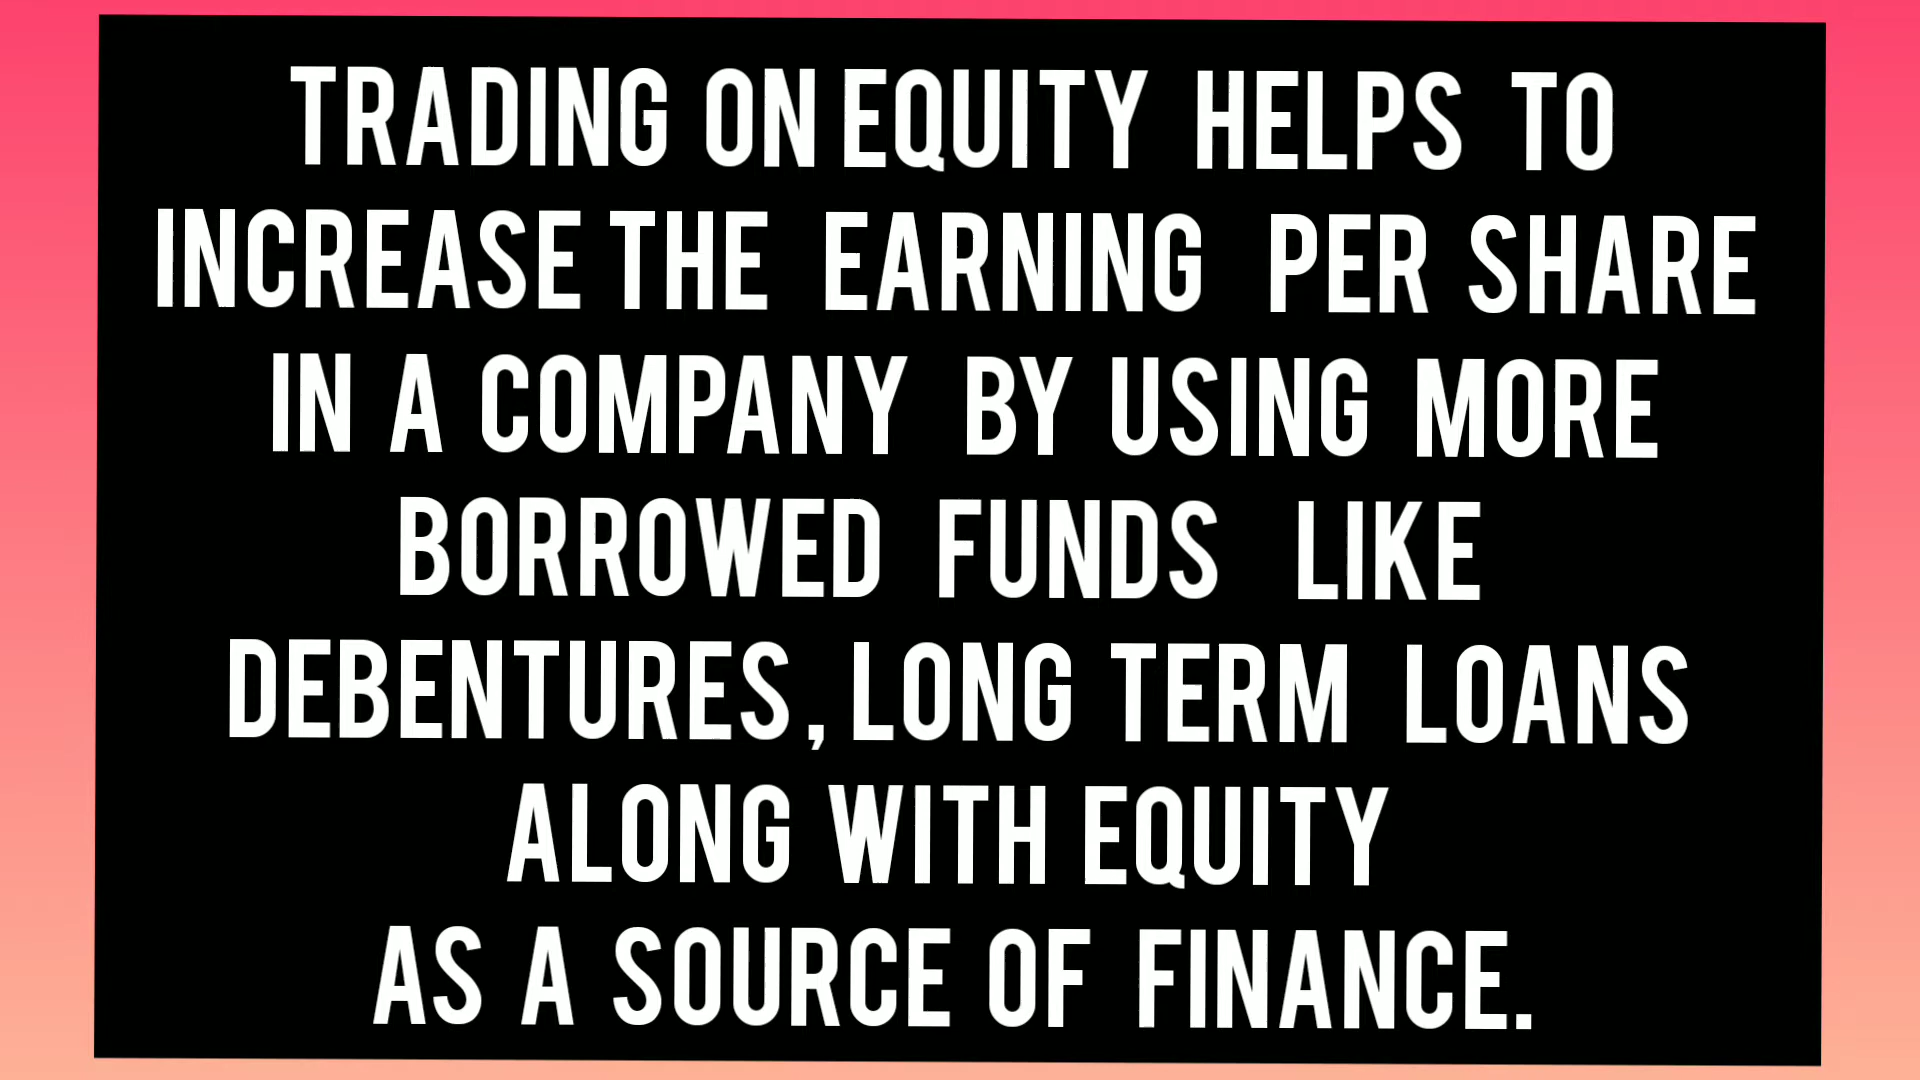 TRADING ON EQUITY HELPS TO
INCREASE THE EARNING PER SHARE
IN A COMPANY BY USING MORE
BORROWED FUNDS LIKE
DEBENTURES, LONG TERM LOANS
ALONG WITH EQUITY
AS A SOURCE OF FINANCE.